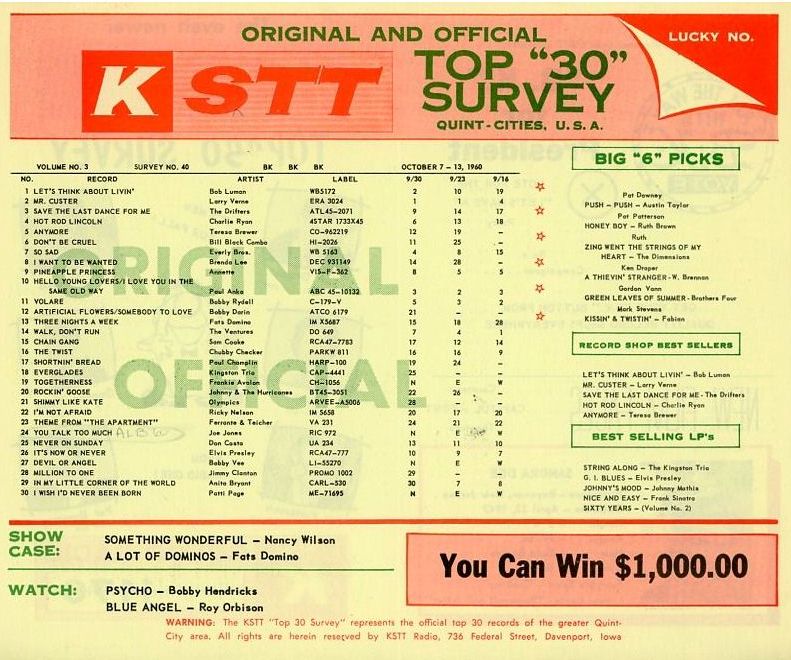 ORIGINAL AND OFFICIAL
LUCKY NO.
K STT
TOP "30"
SURVEY
QUINT-CITIES, U.S.A.
VOLUME NO. 3 SURVEY NO. 40 BK BK BK OCTOBER 7 - 13, 1960
NO. RECORD ARTIST LABEL 9/30 9/23 9/16
1 LET'S THINK ABOUT LIVIN' Bob Luman WB5172 2 10 19
2 MR. CUSTER Larry Verne ERA 3024 1 1 4
3 SAVE THE LAST DANCE FOR ME The Drifters ATL45-2071 9 14 17
4 HOT ROD LINCOLN Charlie Ryan 4STAR 1733X45 6 13 18
5 ANYMORE Teresa Brewer CO-962219 12 19 -
6 DON'T BE CRUEL Bill Black Combo HI-2026 11 25 -
7 SO SAD Everly Bros. WB 5163 4 8 15
8 I WANT TO BE WANTED Brenda Lee DEC 931149 14 28 -
9 PINEAPPLE PRINCESS Annette VIS-F-362 8 5 5
10 HELLO YOUNG LOVERS/I LOVE YOU IN THE
SAME OLD WAY Paul Anka ABC 45-10132 3 2 3
11 VOLARE Bobby Rydell C-179-V 5 3 2
12 ARTIFICIAL FLOWERS/SOMEBODY TO LOVE Bobby Darin ATCO 6179 21 - -
13 THREE NIGHTS A WEEK Fats Domino IM X5687 15 18 28
14 WALK, DON'T RUN The Ventures DO 649 7 4 1
15 CHAIN GANG Sam Cooke RCA47-7783 17 12 14
16 THE TWIST Chubby Checker PARKW 811 16 16 9
17 SHORTNIN' BREAD Paul Champlin HARP-100 19 24 -
18 EVERGLADES Kingston Trio CAP-4441 25 - -
19 TOGETHERNESS Frankie Avalon CH-1056 N E W
20 ROCKIN' GOOSE Johnny & The Hurricanes BT45-3051 22 26 -
21 SHIMMY LIKE KATE Olympics ARVEE-A5006 28 - -
22 I'M NOT AFRAID Ricky Nelson IM 5658 20 17 20
23 THEME FROM "THE APARTMENT" Ferrante & Teicher VA 231 24 21 22
24 YOU TALK TOO MUCH Joe Jones RIC 972 N E W
25 NEVER ON SUNDAY Don Costa UA 234 13 11 13
26 IT'S NOW OR NEVER Elvis Presley RCA47-777 10 9 7
27 DEVIL OR ANGEL Bobby Vee LI-55270 N E W
28 MILLION TO ONE Jimmy Clanton PROMO 1002 29 - -
29 IN MY LITTLE CORNER OF THE WORLD Anita Bryant CARL-530 30 7 8
30 I WISH I'D NEVER BEEN BORN Patti Page ME-71695 N E W
ORIGINAL
OFFICIAL
BIG "6" PICKS
Pat Downey
PUSH - PUSH - Austin Taylor
Pat Patterson
HONEY BOY - Ruth Brown
Ruth
ZING WENT THE STRINGS OF MY
HEART - The Dimensions
Ken Draper
A THIEVIN' STRANGER - W. Brennan
Gordon Vann
GREEN LEAVES OF SUMMER - Brothers Four
Mark Stevens
KISSIN' & TWISTIN' - Fabian
RECORD SHOP BEST SELLERS
LET'S THINK ABOUT LIVIN' - Bob Luman
MR. CUSTER - Larry Verne
SAVE THE LAST DANCE FOR ME - The Drifters
HOT ROD LINCOLN - Charlie Ryan
ANYMORE - Teresa Brewer
BEST SELLING LP's
STRING ALONG - The Kingston Trio
G. I. BLUES - Elvis Presley
JOHNNY'S MOOD - Johnny Mathis
NICE AND EASY - Frank Sinatra
SIXTY YEARS - (Volume No. 2)
SHOW
CASE:
SOMETHING WONDERFUL - Nancy Wilson
A LOT OF DOMINOS - Fats Domino
WATCH:
PSYCHO - Bobby Hendricks
BLUE ANGEL - Roy Orbison
You Can Win $1,000.00
WARNING: The KSTT "Top 30 Survey" represents the official top 30 records of the greater Quint-
City area. All rights are herein reserved by KSTT Radio, 736 Federal Street, Davenport, Iowa